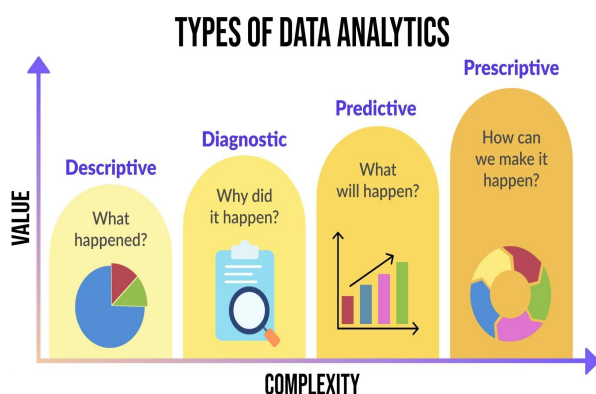 TYPES OF DATA ANALYTICS
Prescriptive
Predictive
Diagnostic
Descriptive
How can
we make it
happen?
What
will happen?
Why did
it happen?
What
happened?
VALUE
COMPLEXITY